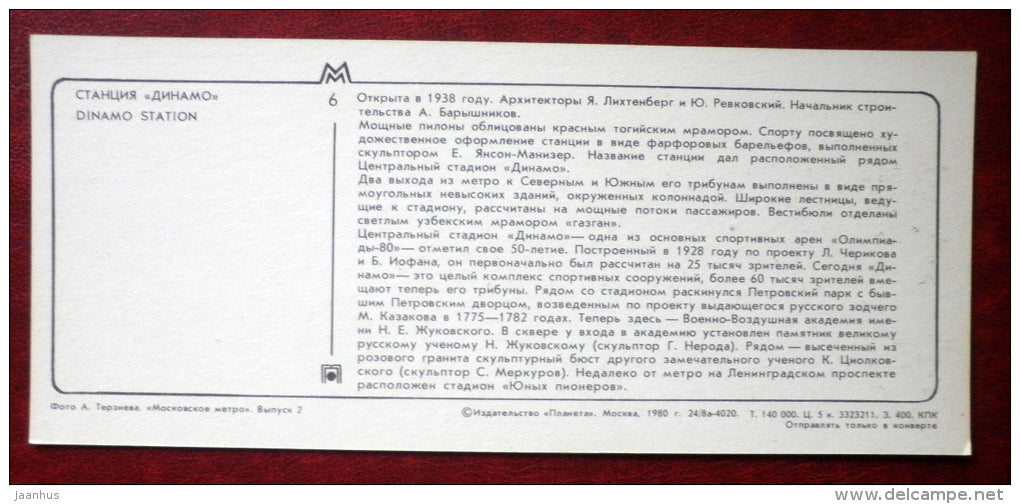 СТАНЦИЯ «ДИНАМО»
DINAMO STATION
6
Открыта в 1938 году. Архитекторы Я. Лихтенберг и Ю. Ревковский. Начальник строи-
тельства А. Барышников.
Мощные пилоны облицованы красным тогийским мрамором. Спорту посвящено ху-
дожественное оформление станции в виде фарфоровых барельефов, выполненных
скульптором Е. Янсон-Манизер. Название станции дал расположенный рядом
Центральный стадион «Динамо».
Два выхода из метро к Северным и Южным его трибунам выполнены в виде пря-
моугольных невысоких зданий, окруженных колоннадой. Широкие лестницы, веду-
щие к стадиону, рассчитаны на мощные потоки пассажиров. Вестибюли отделаны
светлым узбекским мрамором «газган».
Центральный стадион «Динамо»— одна из основных спортивных арен «Олимпиа-
ды-80»— отметил свое 50-летие. Построенный в 1928 году по проекту Л. Черикова
и Б. Иофана, он первоначально был рассчитан на 25 тысяч зрителей. Сегодня «Ди-
намо»— это целый комплекс спортивных сооружений, более 60 тысяч зрителей вме-
щают теперь его трибуны. Рядом со стадионом раскинулся Петровский парк с быв-
шим Петровским дворцом, возведенным по проекту выдающегося русского зодчего
М. Казакова в 1775—1782 годах. Теперь здесь — Военно-Воздушная академия име-
ни Н. Е. Жуковского. В сквере у входа в академию установлен памятник великому
русскому ученому Н. Жуковскому (скульптор Г. Нерода). Рядом — высеченный из
розового гранита скульптурный бюст другого замечательного ученого К. Циолков-
ского (скульптор С. Меркуров). Недалеко от метро на Ленинградском проспекте
расположен стадион «Юных пионеров».
Фото А. Терзиева. «Московское метро». Выпуск 2
©Издательство «Планета». Москва, 1980 г. 24/8а-4020. Т. 140 000. Ц. 5 к. 3323211. З. 400. КПК
Отправлять только в конверте
jaanhus
delcampe.net